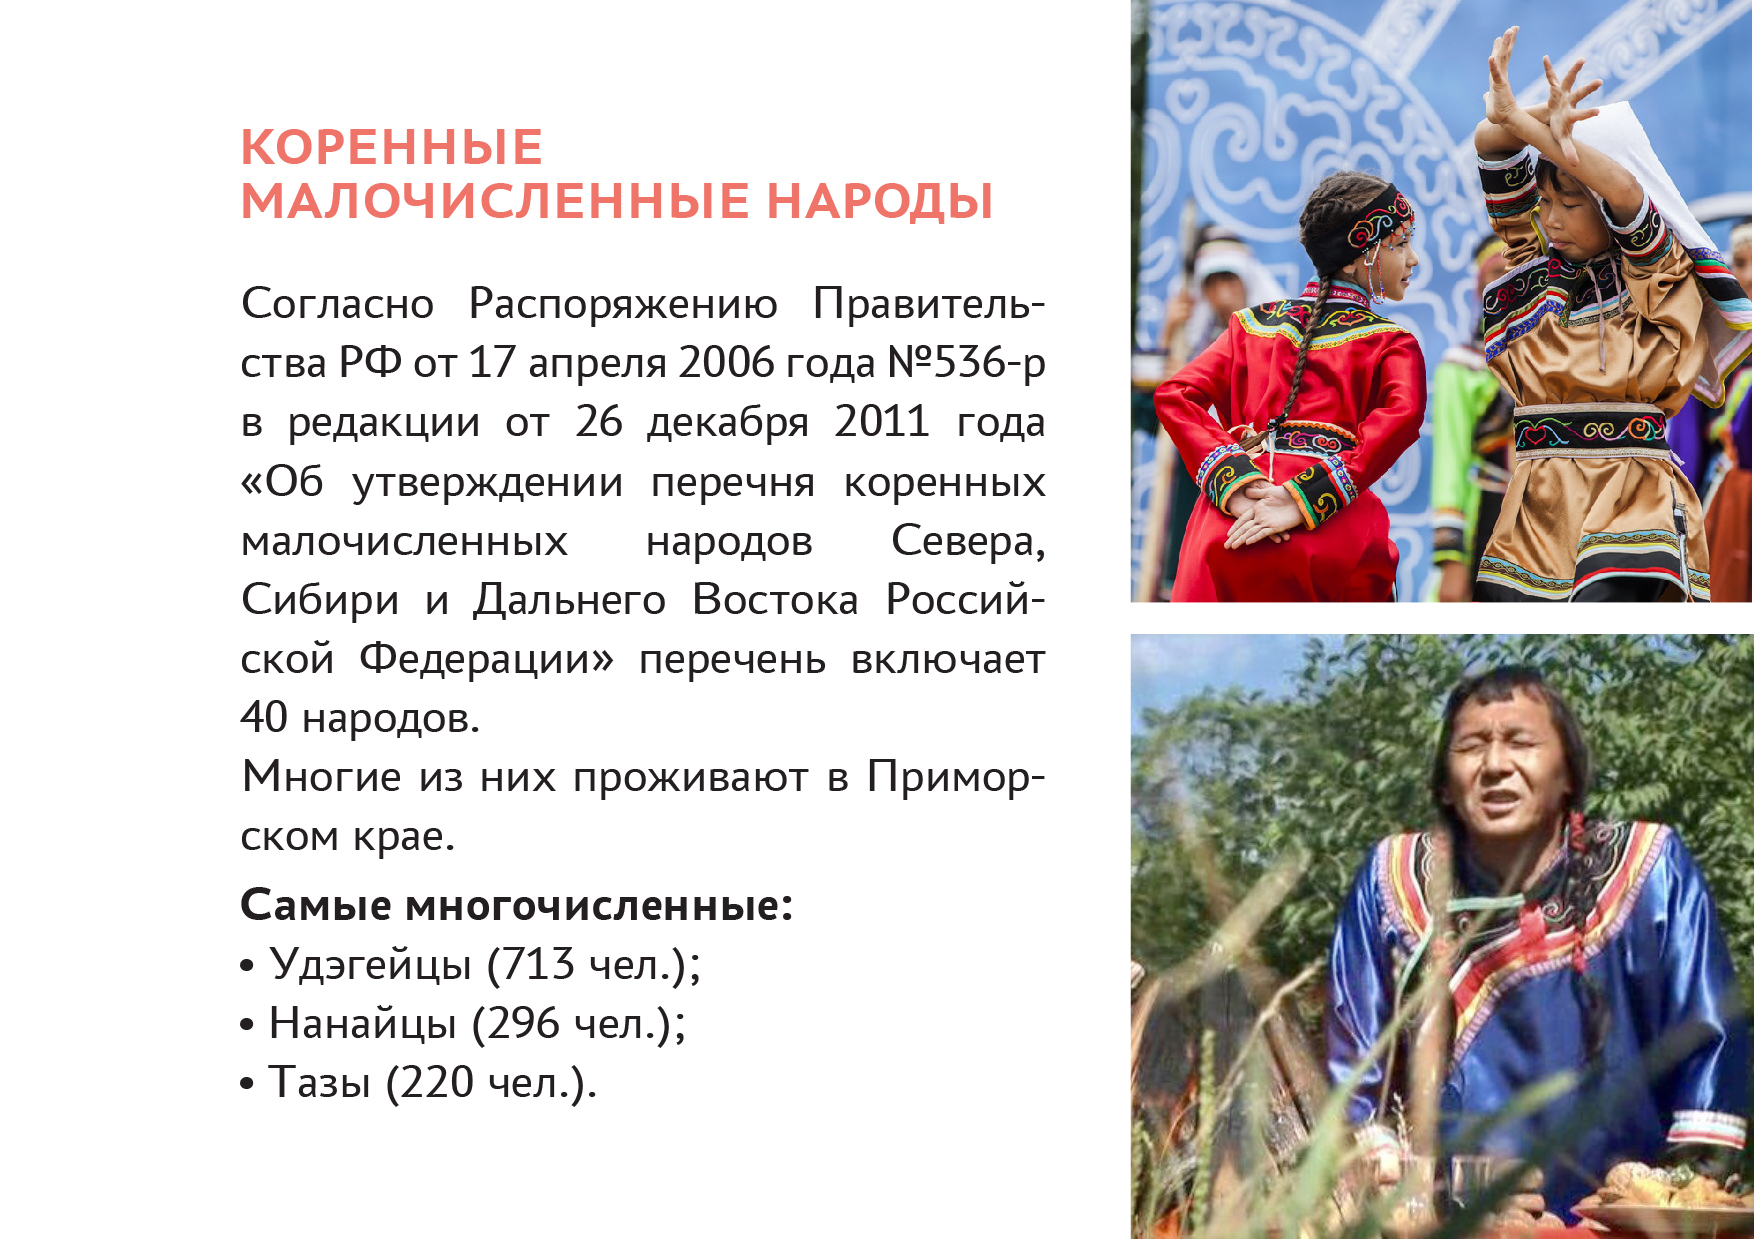 КОРЕННЫЕ
МАЛОЧИСЛЕННЫЕ НАРОДЫ
Согласно Распоряжению Правитель-
ства РФ от 17 апреля 2006 года №536-р
в редакции от 26 декабря 2011 года
«Об утверждении перечня коренных
малочисленных народов Севера,
Сибири и Дальнего Востока Россий-
ской Федерации» перечень включает
40 народов.
Многие из них проживают в Примор-
ском крае.
Самые многочисленные:
• Удэгейцы (713 чел.);
• Нанайцы (296 чел.);
• Тазы (220 чел.).